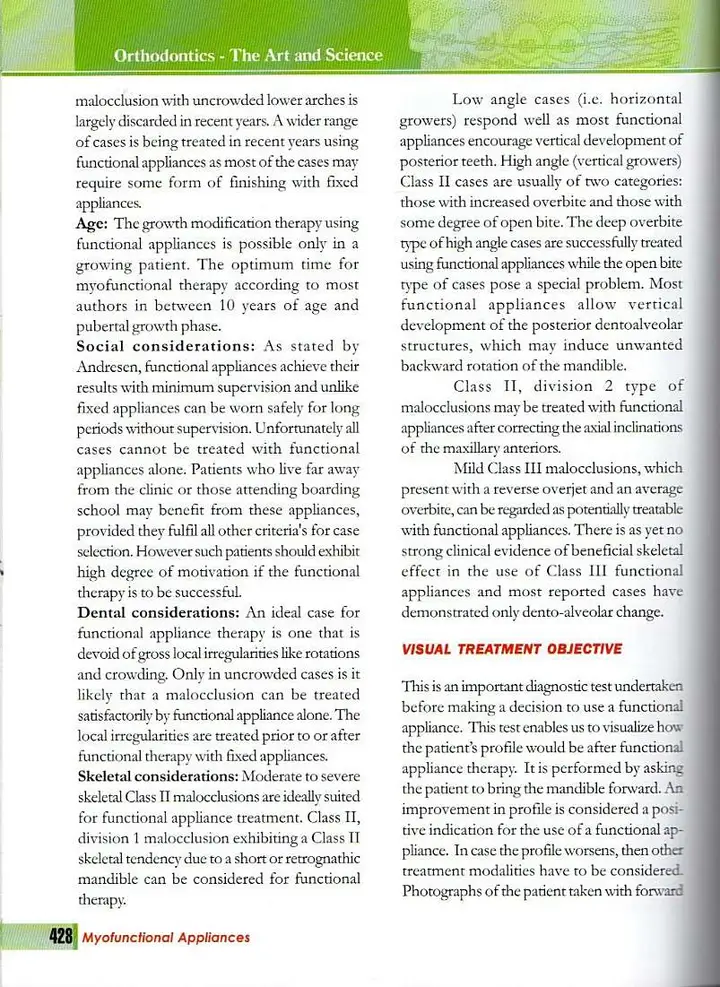 Orthodontics - The Art and Science
malocclusion with uncrowded lower arches is
largely discarded in recent years. A wider range
of cases is being treated in recent years using
functional appliances as most of the cases may
require some form of finishing with fixed
appliances.
Age: The growth modification therapy using
functional appliances is possible only in a
growing patient. The optimum time for
myofunctional therapy according to most
authors in between 10 years of age and
pubertal growth phase.
Social considerations: As stated by
Andresen, functional appliances achieve their
results with minimum supervision and unlike
fixed appliances can be worn safely for long
periods without supervision. Unfortunately all
cases cannot be treated with functional
appliances alone. Patients who live far away
from the clinic or those attending boarding
school may benefit from these appliances,
provided they fulfil all other criteria's for case
selection. However such patients should exhibit
high degree of motivation if the functional
therapy is to be successful.
Dental considerations: An ideal case for
functional appliance therapy is one that is
devoid of gross local irregularities like rotations
and crowding. Only in uncrowded cases is it
likely that a malocclusion can be treated
satisfactorily by functional appliance alone. The
local irregularities are treated prior to or after
functional therapy with fixed appliances.
Skeletal considerations: Moderate to severe
skeletal Class II malocclusions are ideally suited
for functional appliance treatment. Class II,
division 1 malocclusion exhibiting a Class II
skeletal tendency due to a short or retrognathic
mandible can be considered for functional
therapy.
Low angle cases (i.e. horizontal
growers) respond well as most functional
appliances encourage vertical development of
posterior teeth. High angle (vertical growers)
Class II cases are usually of two categories:
those with increased overbite and those with
some degree of open bite. The deep overbite
type of high angle cases are successfully treated
using functional appliances while the open bite
type of cases pose a special problem. Most
functional appliances allow vertical
development of the posterior dentoalveolar
structures, which may induce unwanted
backward rotation of the mandible.
Class II, division 2 type of
malocclusions may be treated with functional
appliances after correcting the axial inclinations
of the maxillary anteriors.
Mild Class III malocclusions, which
present with a reverse overjet and an average
overbite, can be regarded as potentially treatable
with functional appliances. There is as yet no
strong clinical evidence of beneficial skeletal
effect in the use of Class III functional
appliances and most reported cases have
demonstrated only dento-alveolar change.
VISUAL TREATMENT OBJECTIVE
This is an important diagnostic test undertaken
before making a decision to use a functional
appliance. This test enables us to visualize how
the patient's profile would be after functional
appliance therapy. It is performed by asking
the patient to bring the mandible forward. An
improvement in profile is considered a posi-
tive indication for the use of a functional ap-
pliance. In case the profile worsens, then other
treatment modalities have to be considered.
Photographs of the patient taken with forward
428 Myofunctional Appliances